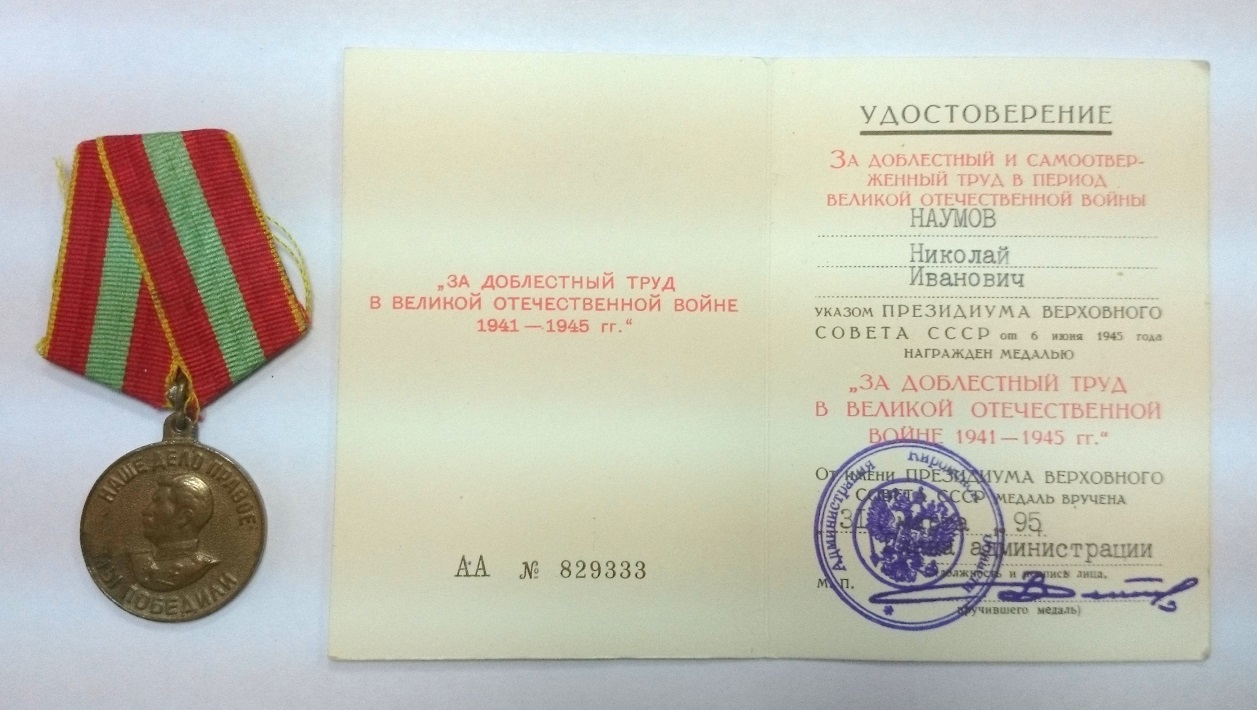 НАШЕ ДЕЛО ПРАВОЕ
МЫ ПОБЕДИЛИ
„ЗА ДОБЛЕСТНЫЙ ТРУД
В ВЕЛИКОЙ ОТЕЧЕСТВЕННОЙ ВОЙНЕ
1941—1945 гг.“
АА № 829333
УДОСТОВЕРЕНИЕ
ЗА ДОБЛЕСТНЫЙ И САМООТВЕР-
ЖЕННЫЙ ТРУД В ПЕРИОД
ВЕЛИКОЙ ОТЕЧЕСТВЕННОЙ ВОЙНЫ
НАУМОВ
Николай
Иванович
УКАЗОМ ПРЕЗИДИУМА ВЕРХОВНОГО
СОВЕТА СССР от 6 июня 1945 года
НАГРАЖДЕН МЕДАЛЬЮ
„ЗА ДОБЛЕСТНЫЙ ТРУД
В ВЕЛИКОЙ ОТЕЧЕСТВЕННОЙ
ВОЙНЕ 1941—1945 гг.“
ОТ ИМЕНИ ПРЕЗИДИУМА ВЕРХОВНОГО
СОВЕТА СССР МЕДАЛЬ ВРУЧЕНА
31 марта 95
администрации
(должность и подпись лица,
М. П.
вручившего медаль)
Администрация